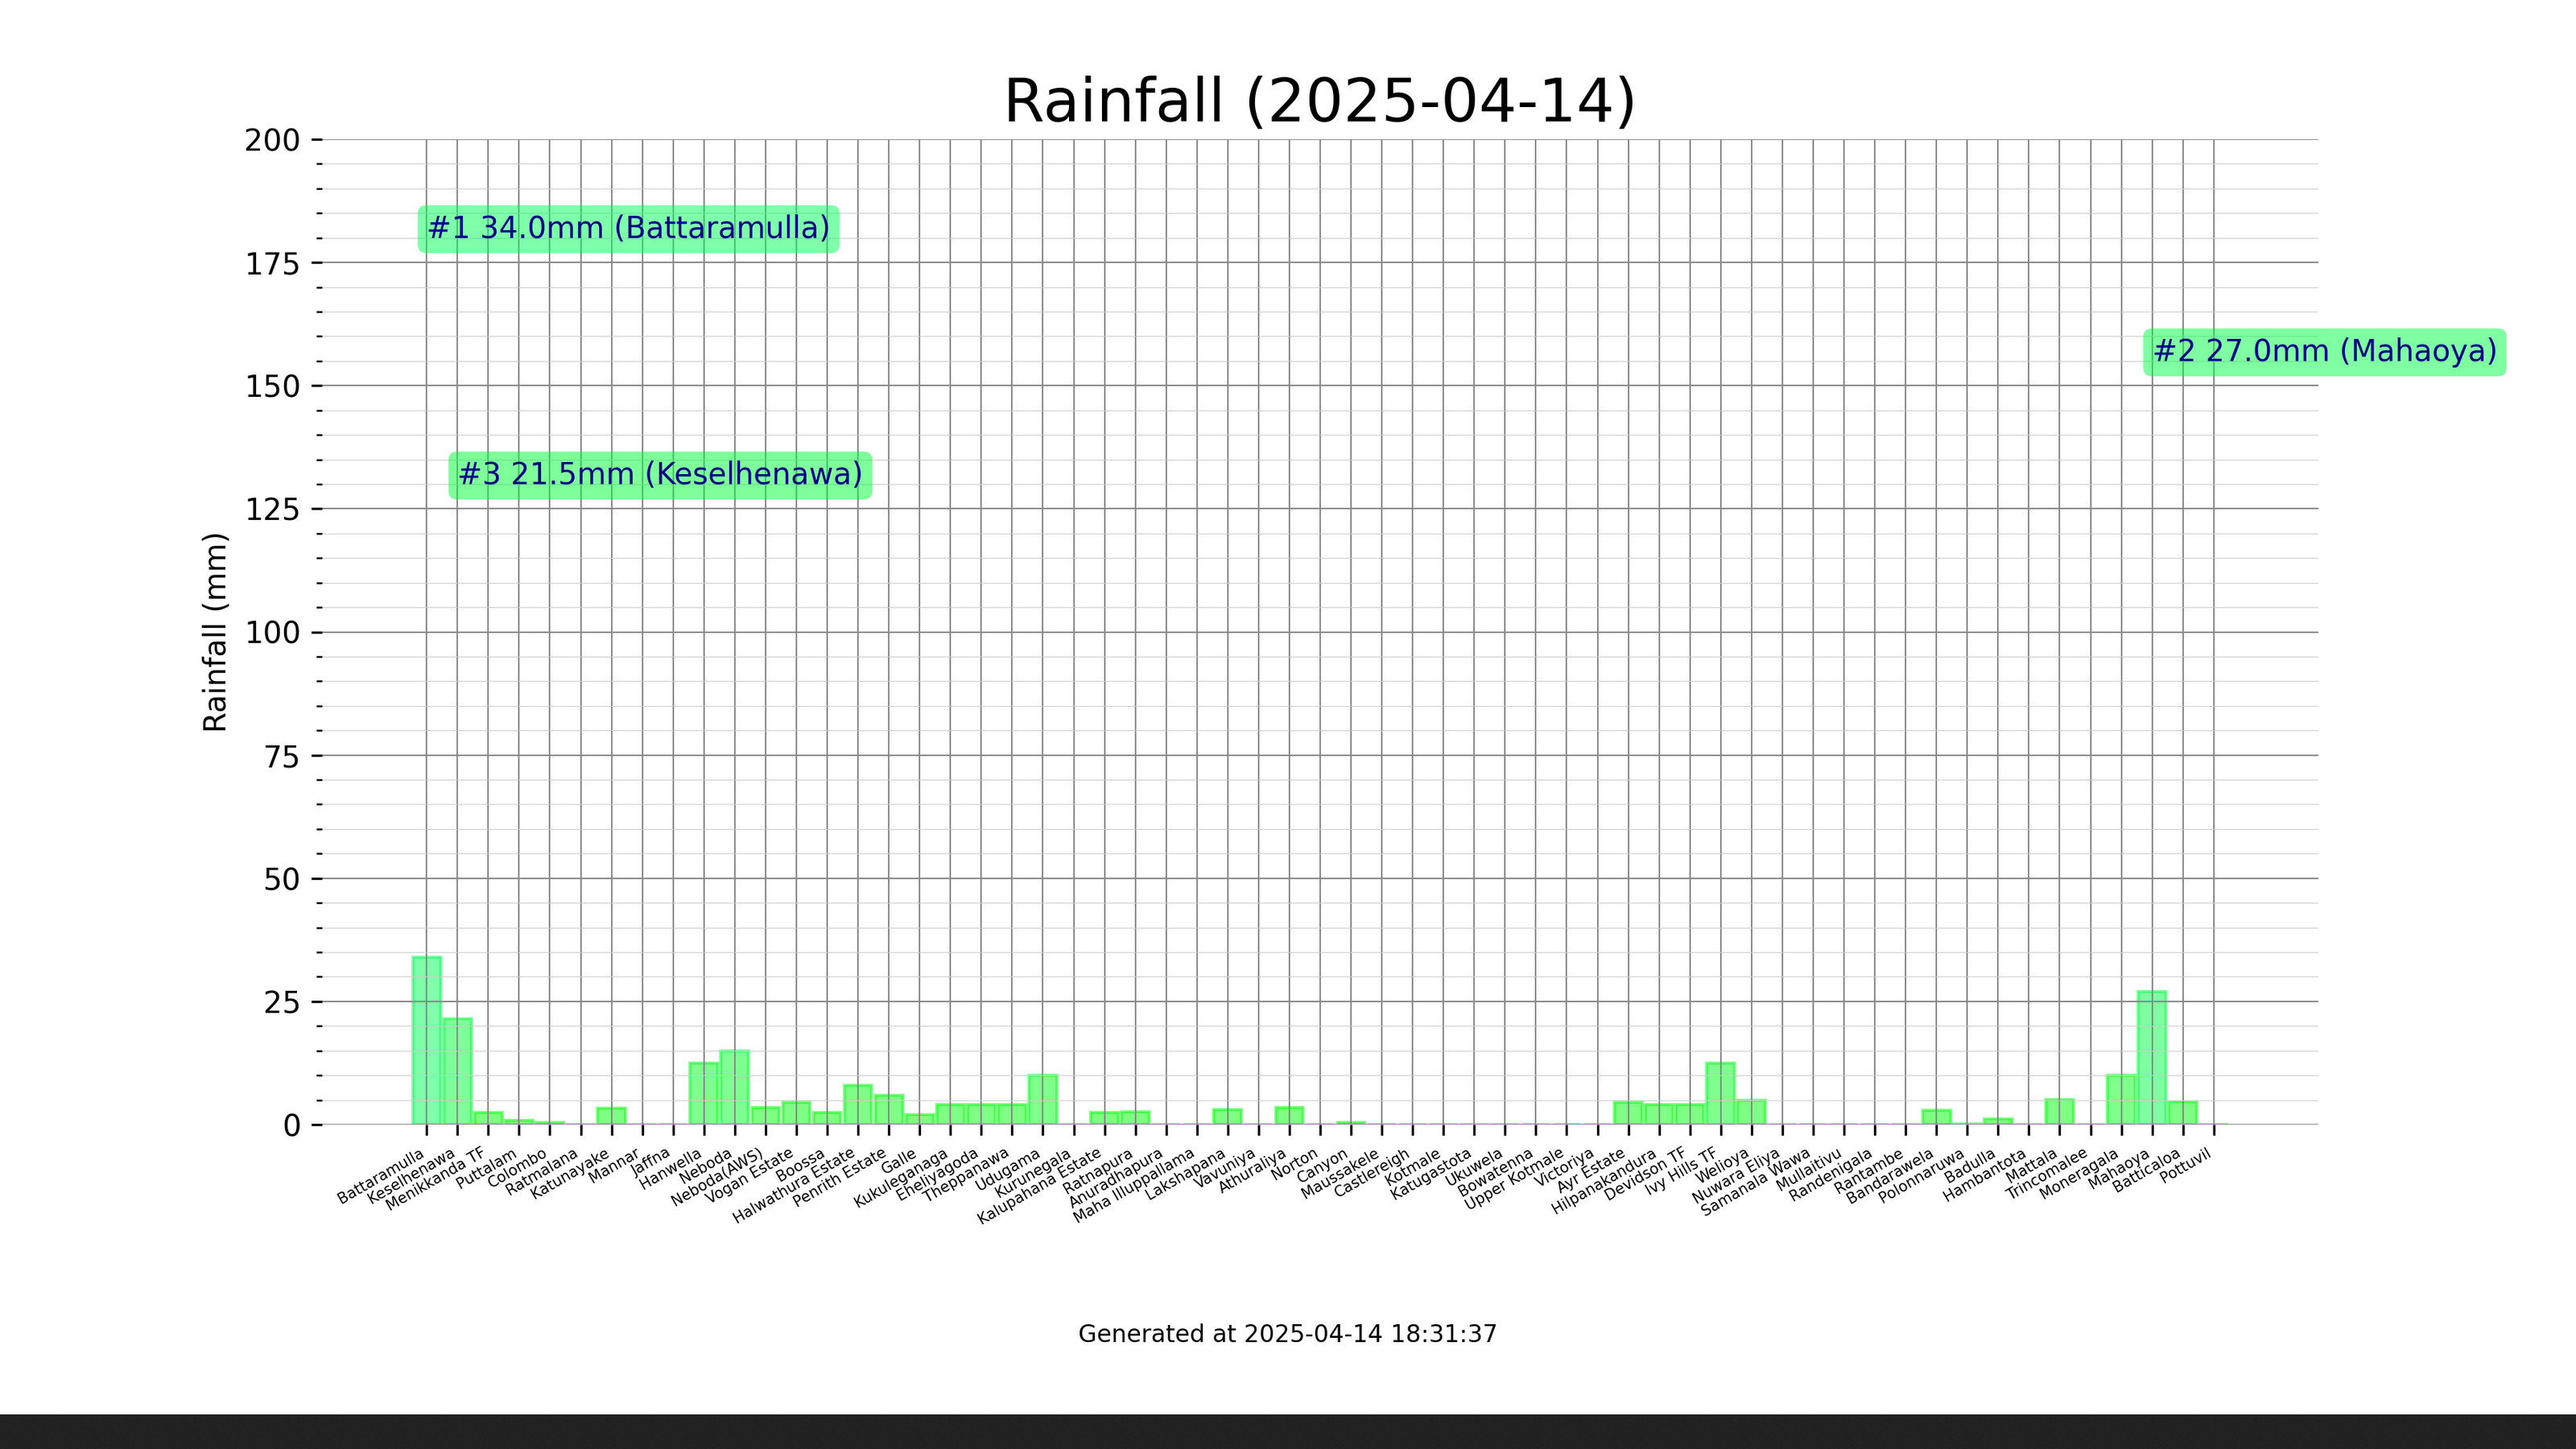 Rainfall (2025-04-14)
200
175
150
125
100
75
50
25
0
Rainfall (mm)
#1 34.0mm (Battaramulla)
#2 27.0mm (Mahaoya)
#3 21.5mm (Keselhenawa)
Battaramulla
Keselhenawa
Menikkanda TF
Puttalam
Colombo
Ratmalana
Katunayake
Mannar
Jaffna
Hanwella
Neboda
Neboda(AWS)
Vogan Estate
Boossa
Halwathura Estate
Penrith Estate
Galle
Kukuleganaga
Eheliyagoda
Theppanawa
Udugama
Kurunegala
Kalupahana Estate
Ratnapura
Anuradhapura
Maha Illuppallama
Lakshapana
Vavuniya
Athuraliya
Norton
Canyon
Maussakele
Castlereigh
Kotmale
Katugastota
Ukuwela
Bowatenna
Upper Kotmale
Victoriya
Ayr Estate
Hilpanakandura
Devidson TF
Ivy Hills TF
Welioya
Nuwara Eliya
Samanala Wawa
Mullaitivu
Randenigala
Rantambe
Bandarawela
Polonnaruwa
Badulla
Hambantota
Mattala
Trincomalee
Moneragala
Mahaoya
Batticaloa
Pottuvil
Generated at 2025-04-14 18:31:37